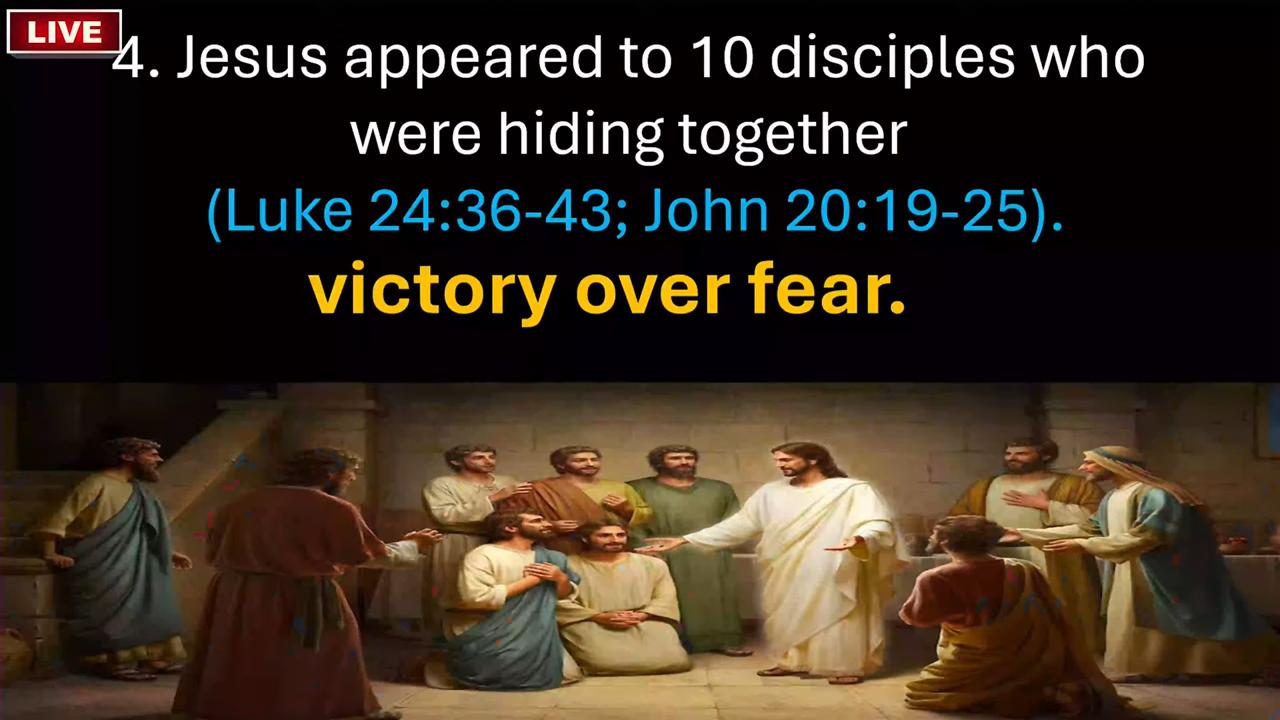 LIVE
4. Jesus appeared to 10 disciples who
were hiding together
(Luke 24:36-43; John 20:19-25).
victory over fear.